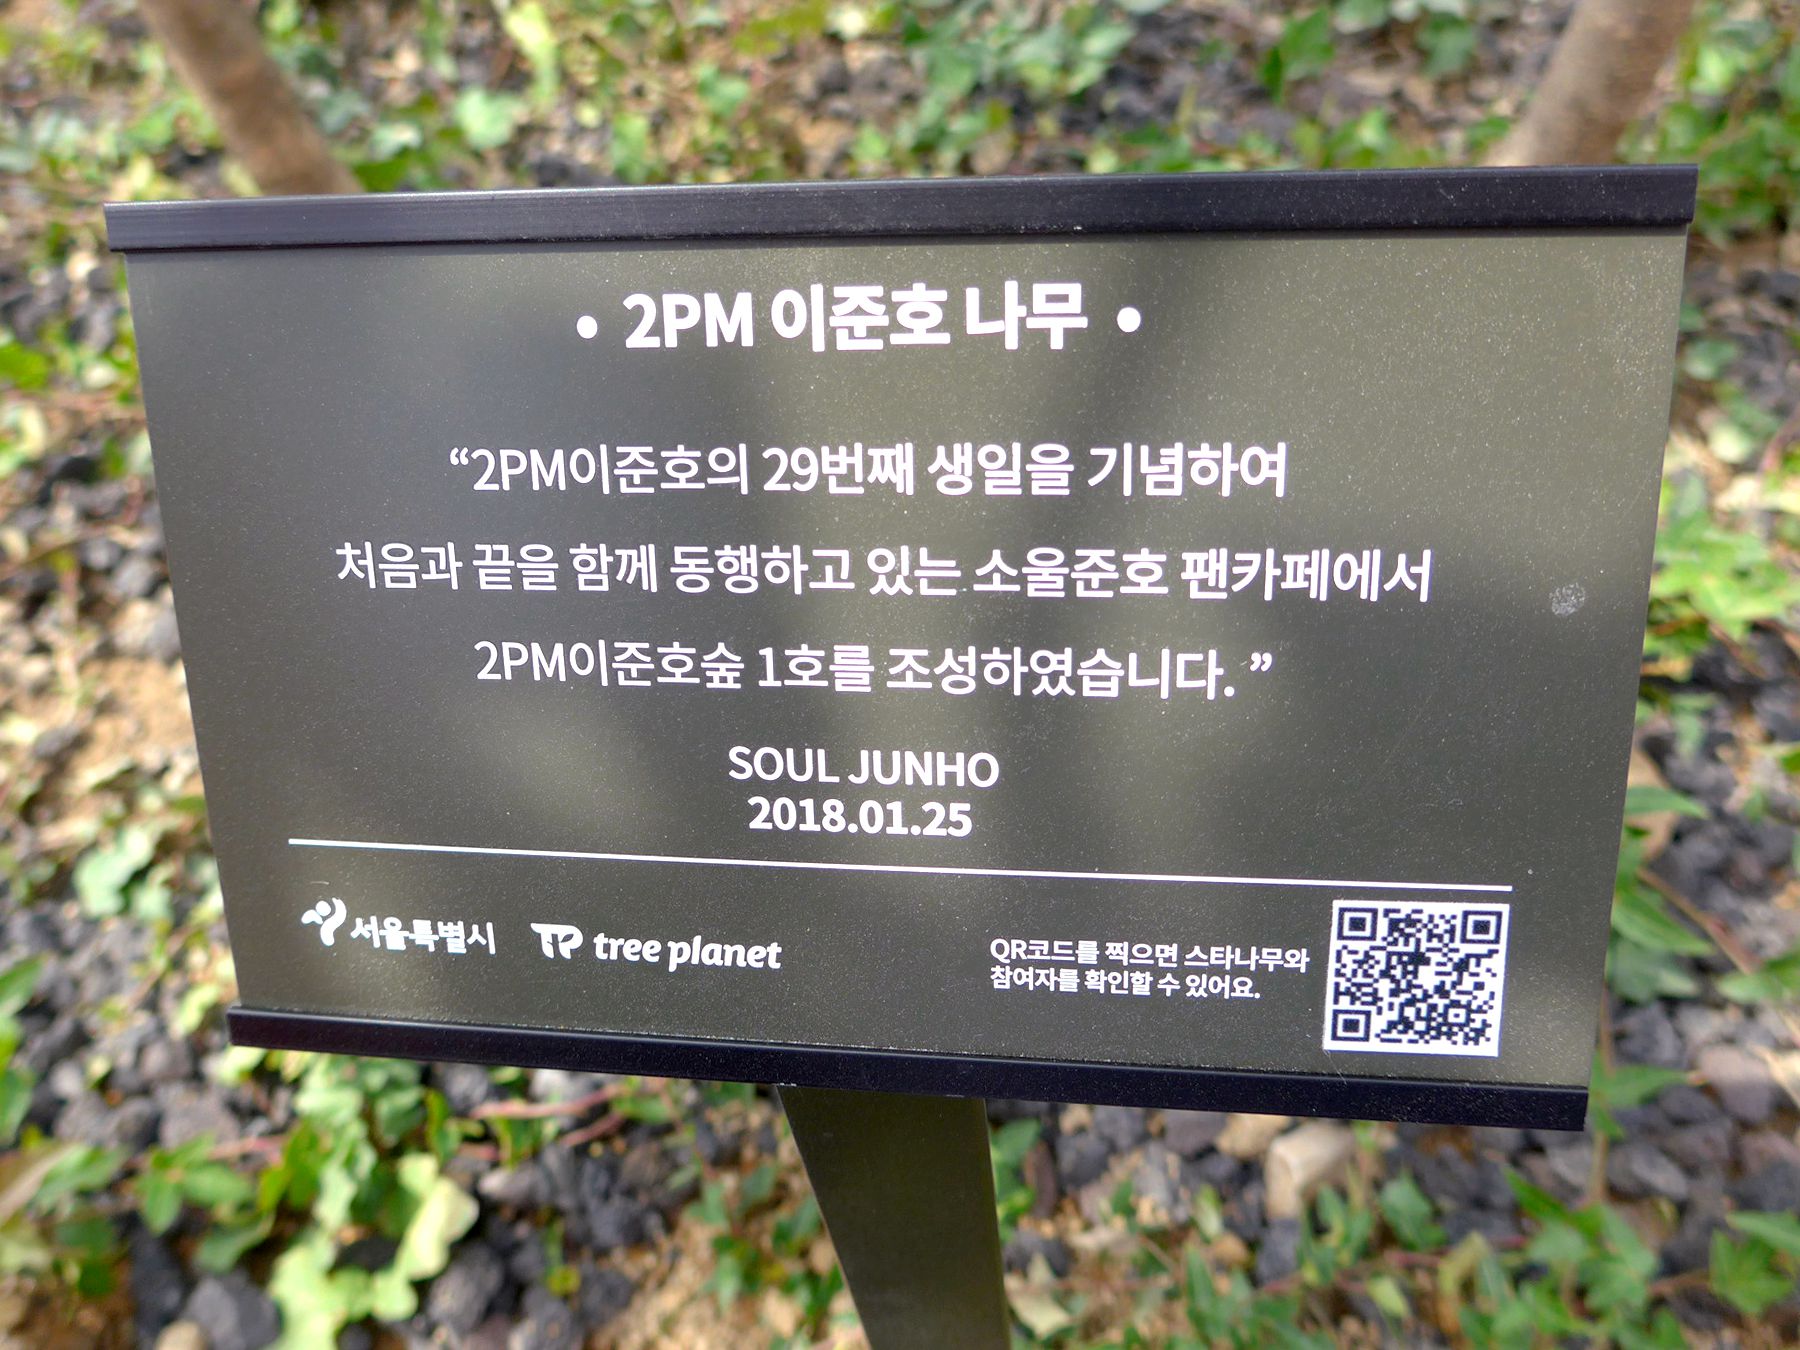 • 2PM 이준호 나무 •
“2PM이준호의 29번째 생일을 기념하여
처음과 끝을 함께 동행하고 있는 소울준호 팬카페에서
2PM이준호숲 1호를 조성하였습니다. ”
SOUL JUNHO
2018.01.25
서울특별시
TP tree planet
QR코드를 찍으면 스타나무와
참여자를 확인할 수 있어요.